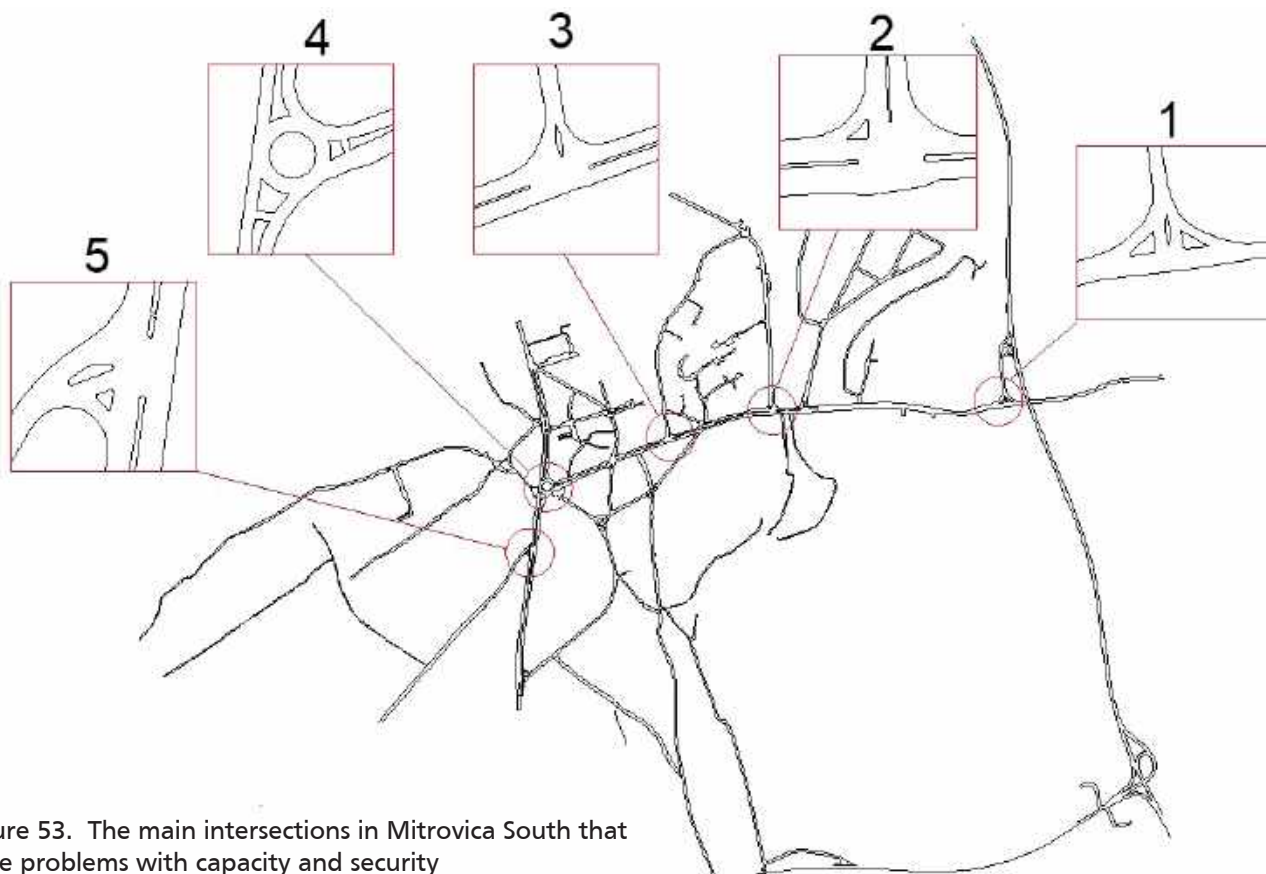 4
3
2
1
5
ure 53. The main intersections in Mitrovica South that
e problems with capacity and security